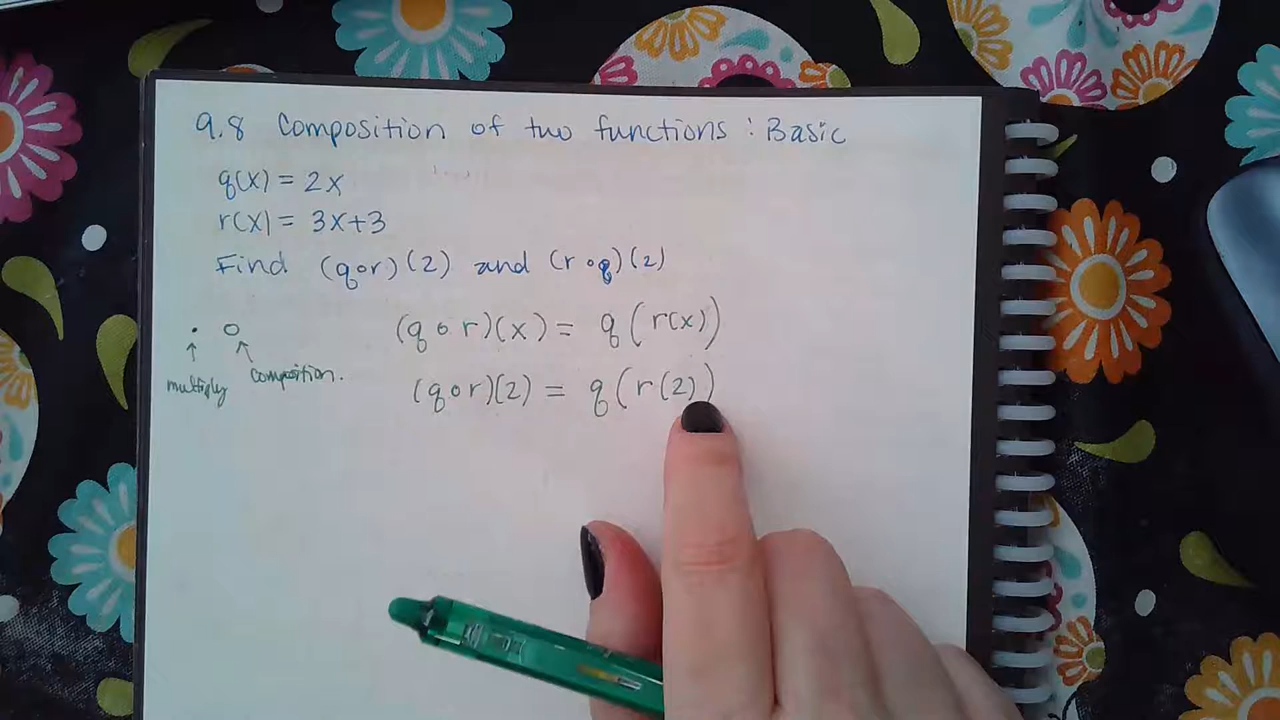 9.8 Composition of two functions : Basic
q(x) = 2x
r(x) = 3x+3
Find (q∘r)(2) and (r∘q)(2)
(q∘r)(x) = q(r(x))
· ∘
(q∘r)(2) = q(r(2))
multiply composition.